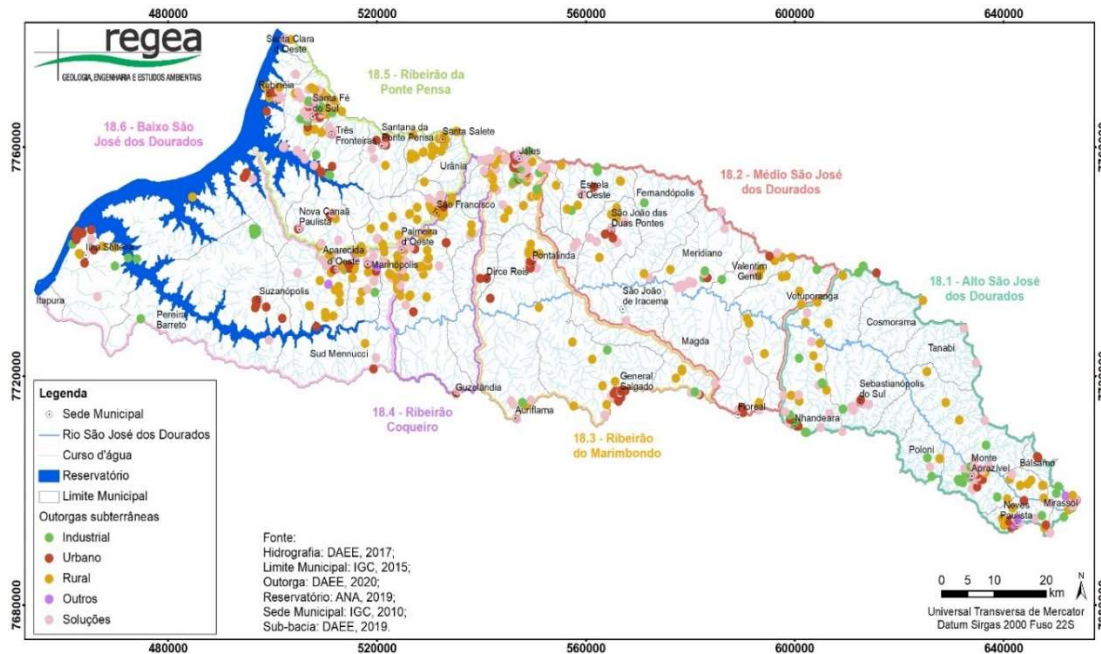 480000
520000
560000
600000
640000
regea
GEOLOGIA, ENGENHARIA E ESTUDOS AMBIENTAIS
Santa Clara
d'Oeste
18.5 - Ribeirão da
Ponte Pensa
Rubinéia
Santa Fé
do Sul
Três
Fronteiras
Santana da
Ponte Pensa
Santa Salete
18.6 - Baixo São
José dos Dourados
7760000
7760000
Urânia
Jales
18.2 - Médio São José
dos Dourados
Estrela
d'Oeste
Fernandópolis
São Francisco
São João das
Duas Pontes
Nova Canaã
Paulista
Palmeira
d'Oeste
Meridiano
Ilha Solteira
Aparecida
d'Oeste
Marinópolis
Pontalinda
Dirce Reis
Valentim
Gentil
18.1 - Alto São José
dos Dourados
Itapura
Suzanápolis
São João
de Iracema
Votuporanga
Pereira
Barreto
Cosmorama
Magda
Tanabi
Sud Mennucci
7720000
7720000
Guzolândia
General
Salgado
Sebastianópolis
do Sul
Auriflama
Floreal
Nhandeara
18.4 - Ribeirão
Coqueiro
18.3 - Ribeirão
do Marimbondo
Poloni
Monte
Aprazível
Bálsamo
Neves
Paulista
Mirassol
Legenda
Sede Municipal
Rio São José dos Dourados
Curso d'água
Reservatório
Limite Municipal
Outorgas subterrâneas
Industrial
Urbano
Rural
Outros
Soluções
Fonte:
Hidrografia: DAEE, 2017;
Limite Municipal: IGC, 2015;
Outorga: DAEE, 2020;
Reservatório: ANA, 2019;
Sede Municipal: IGC, 2010;
Sub-bacia: DAEE, 2019.
0 5 10 20
km
N
Universal Transversa de Mercator
Datum Sirgas 2000 Fuso 22S
7680000
7680000
480000
520000
560000
600000
640000